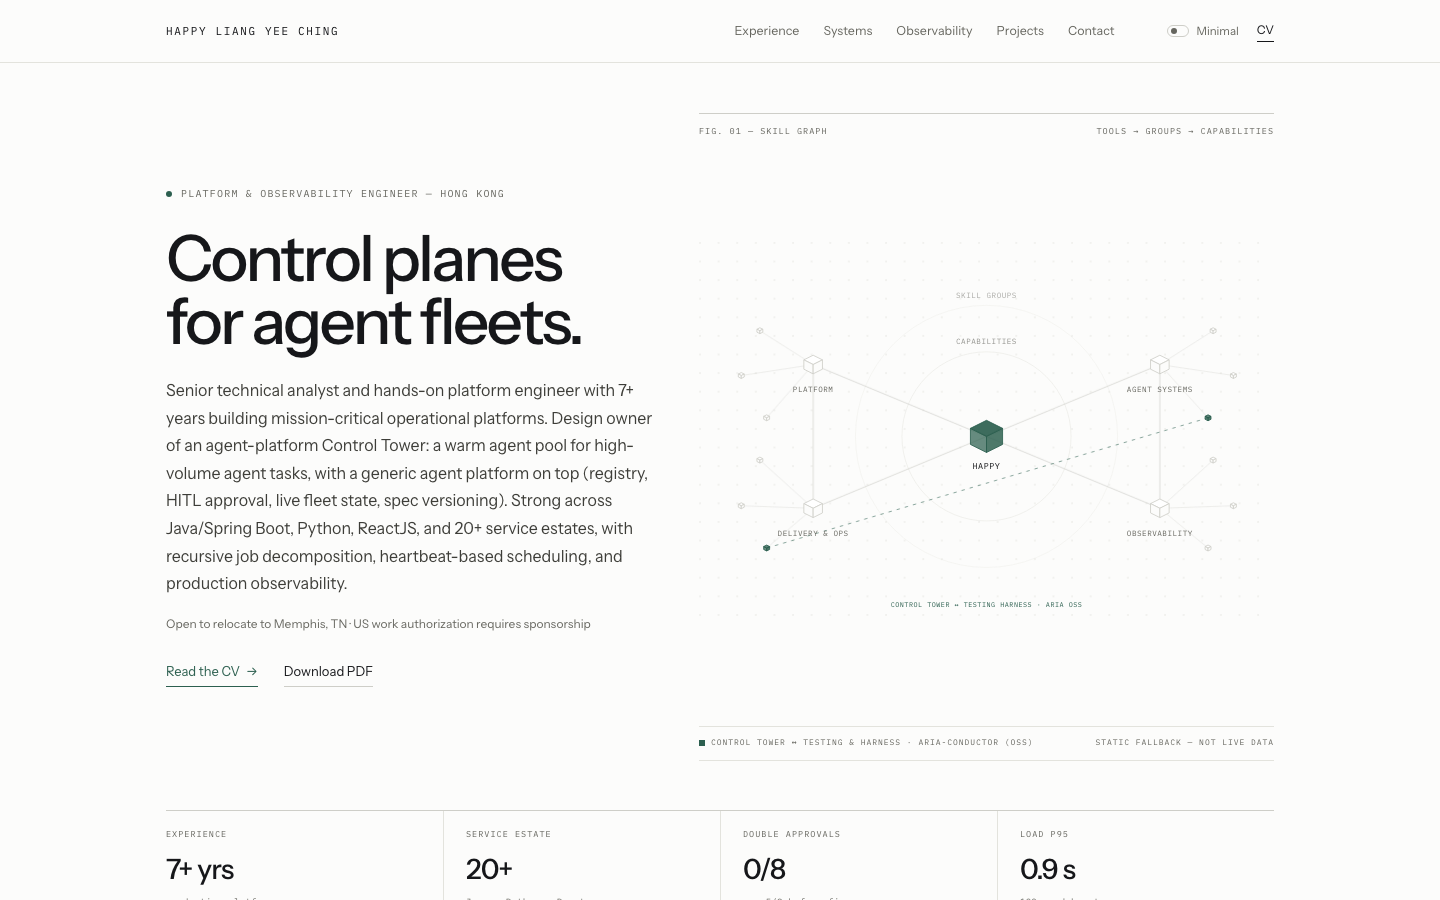 HAPPY LIANG YEE CHING
Experience Systems Observability Projects Contact Minimal CV
FIG. 01 — SKILL GRAPH
TOOLS → GROUPS → CAPABILITIES
PLATFORM & OBSERVABILITY ENGINEER — HONG KONG
Control planes
for agent fleets.
Senior technical analyst and hands-on platform engineer with 7+
years building mission-critical operational platforms. Design owner
of an agent-platform Control Tower: a warm agent pool for high-
volume agent tasks, with a generic agent platform on top (registry,
HITL approval, live fleet state, spec versioning). Strong across
Java/Spring Boot, Python, ReactJS, and 20+ service estates, with
recursive job decomposition, heartbeat-based scheduling, and
production observability.
Open to relocate to Memphis, TN · US work authorization requires sponsorship
Read the CV →
Download PDF
SKILL GROUPS
CAPABILITIES
PLATFORM
AGENT SYSTEMS
HAPPY
DELIVERY & OPS
OBSERVABILITY
CONTROL TOWER ↔ TESTING HARNESS · ARIA OSS
CONTROL TOWER ↔ TESTING & HARNESS · ARIA-CONDUCTOR (OSS)
STATIC FALLBACK — NOT LIVE DATA
EXPERIENCE
7+ yrs
SERVICE ESTATE
20+
DOUBLE APPROVALS
0/8
LOAD P95
0.9 s